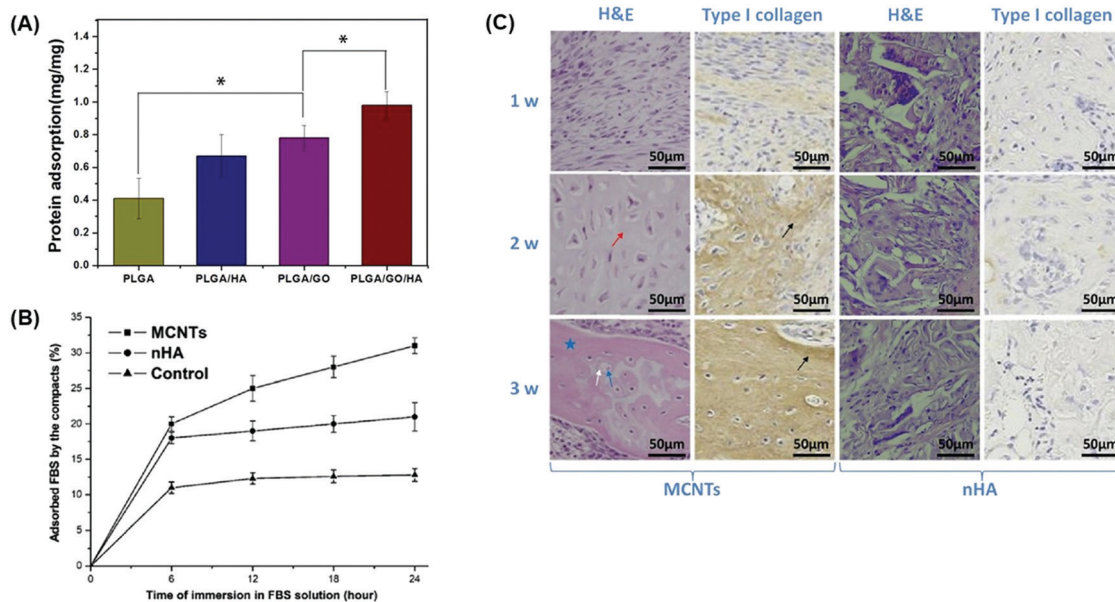 (A)
Protein adsorption(mg/mg)
1.4
1.2
1.0
0.8
0.6
0.4
0.2
0.0
*
*
PLGA PLGA/HA PLGA/GO PLGA/GO/HA
(B)
Adsorbed FBS by the compacts (%)
35
30
25
20
15
10
5
0
MCNTs
nHA
Control
0 6 12 18 24
Time of immersion in FBS solution (hour)
(C)
H&E Type I collagen H&E Type I collagen
1 w
50μm 50μm 50μm 50μm
2 w
50μm 50μm 50μm 50μm
3 w
50μm 50μm 50μm 50μm
MCNTs nHA